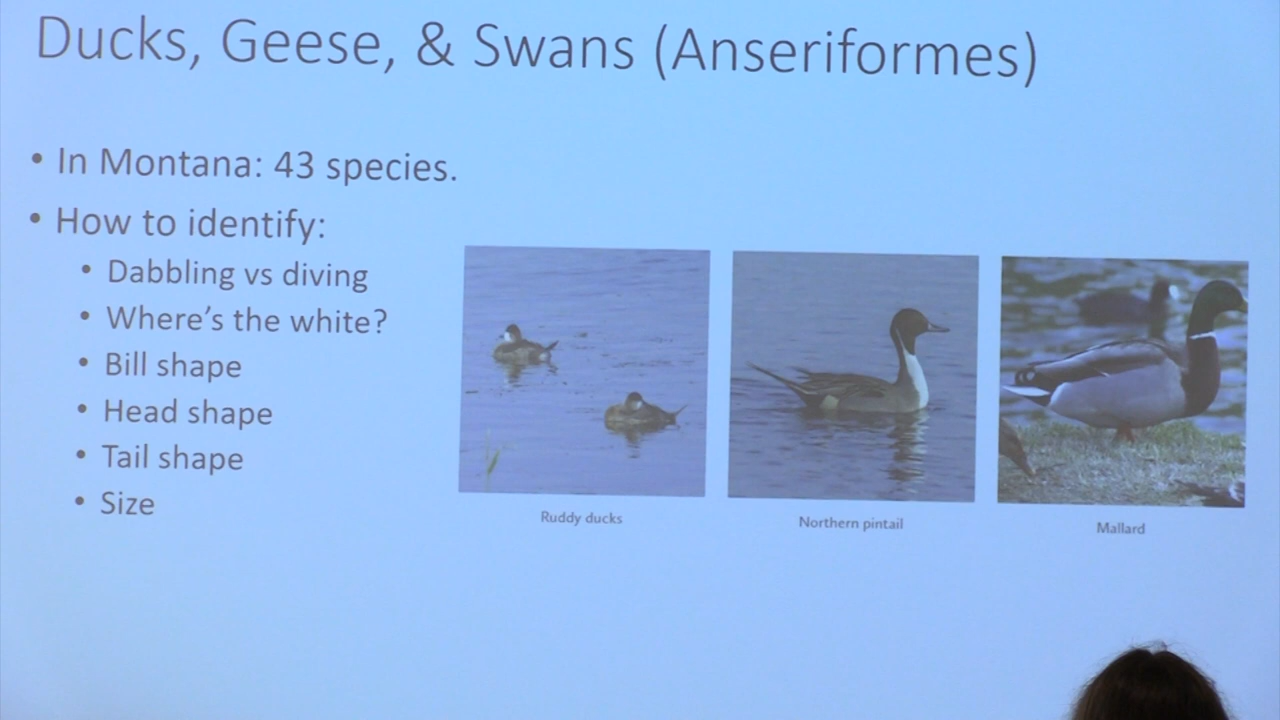 Ducks, Geese, & Swans (Anseriformes)
• In Montana: 43 species.
• How to identify:
• Dabbling vs diving
• Where's the white?
• Bill shape
• Head shape
• Tail shape
• Size
Ruddy ducks
Northern pintail
Mallard